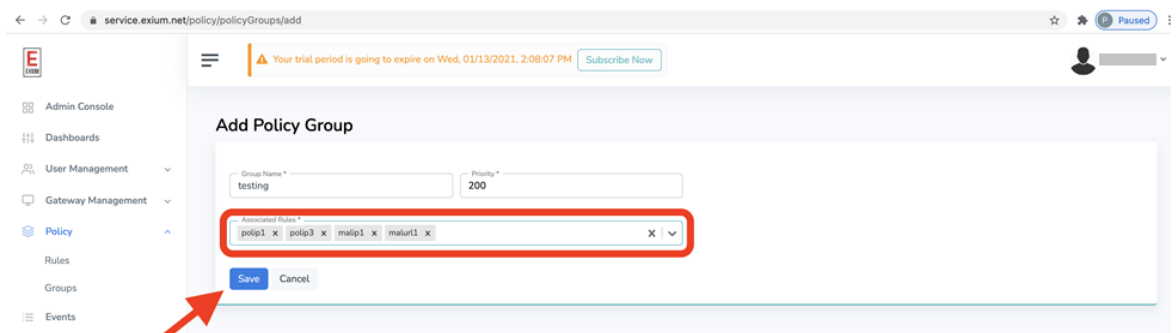 service.exium.net/policy/policyGroups/add
P Paused
E
EXIUM
Your trial period is going to expire on Wed, 01/13/2021, 2:08:07 PM Subscribe Now
Admin Console
Dashboards
User Management
Gateway Management
Policy
Rules
Groups
Events
Add Policy Group
Group Name *
testing
Priority *
200
Associated Rules *
polip1 x polip3 x malip1 x malurl1 x
Save Cancel